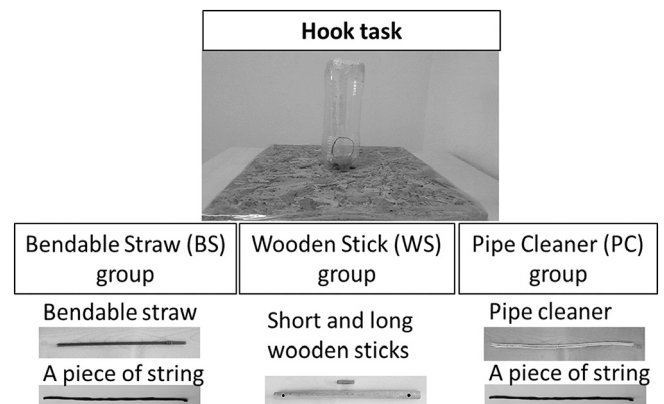 Hook task
Bendable Straw (BS)
group
Wooden Stick (WS)
group
Pipe Cleaner (PC)
group
Bendable straw
A piece of string
Short and long
wooden sticks
Pipe cleaner
A piece of string